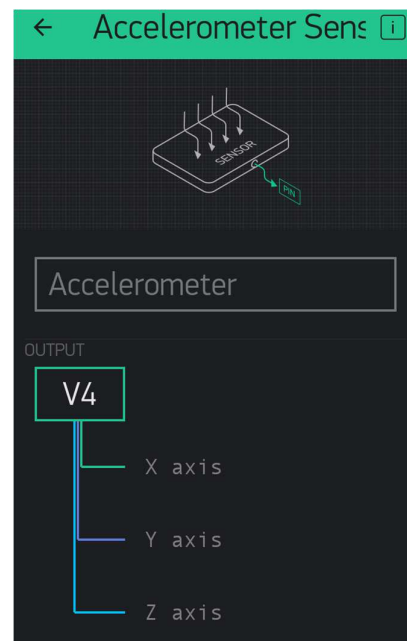 ← Accelerometer Sens i
SENSOR
PIN
Accelerometer
OUTPUT
V4
X axis
Y axis
Z axis